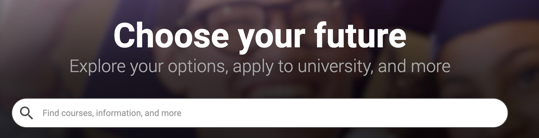 Choose your future
Explore your options, apply to university, and more
Find courses, information, and more